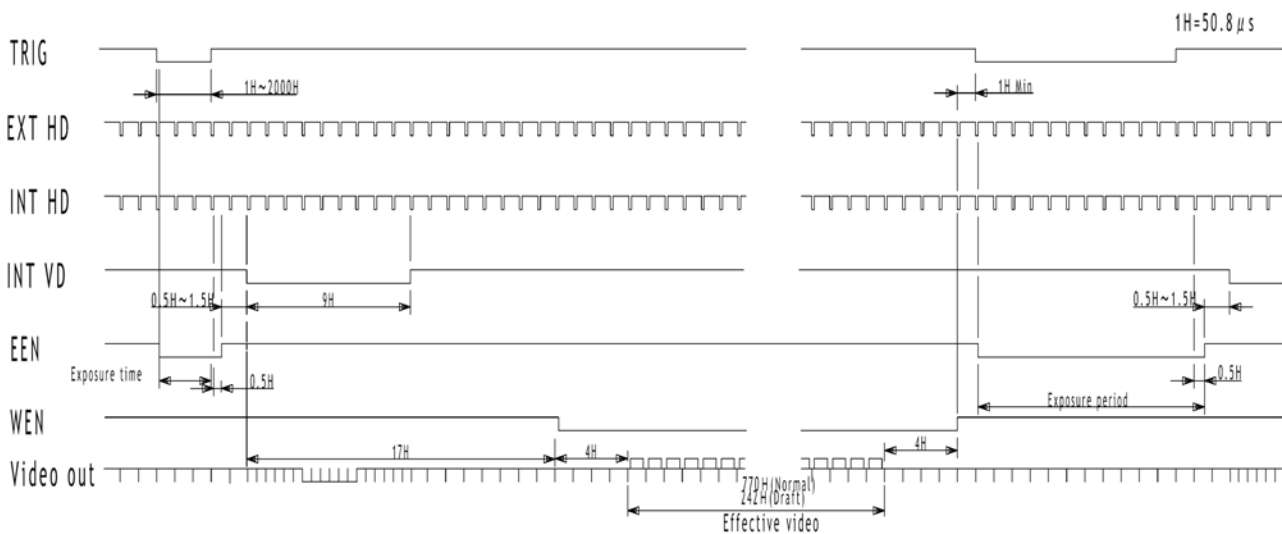 1H=50.8μs
TRIG
1H~2000H
1H Min
EXT HD
INT HD
INT VD
0.5H~1.5H
9H
0.5H~1.5H
EEN
Exposure time
0.5H
0.5H
Exposure period
WEN
17H
4H
4H
Video out
770H(Normal)
242H(Draft)
Effective video